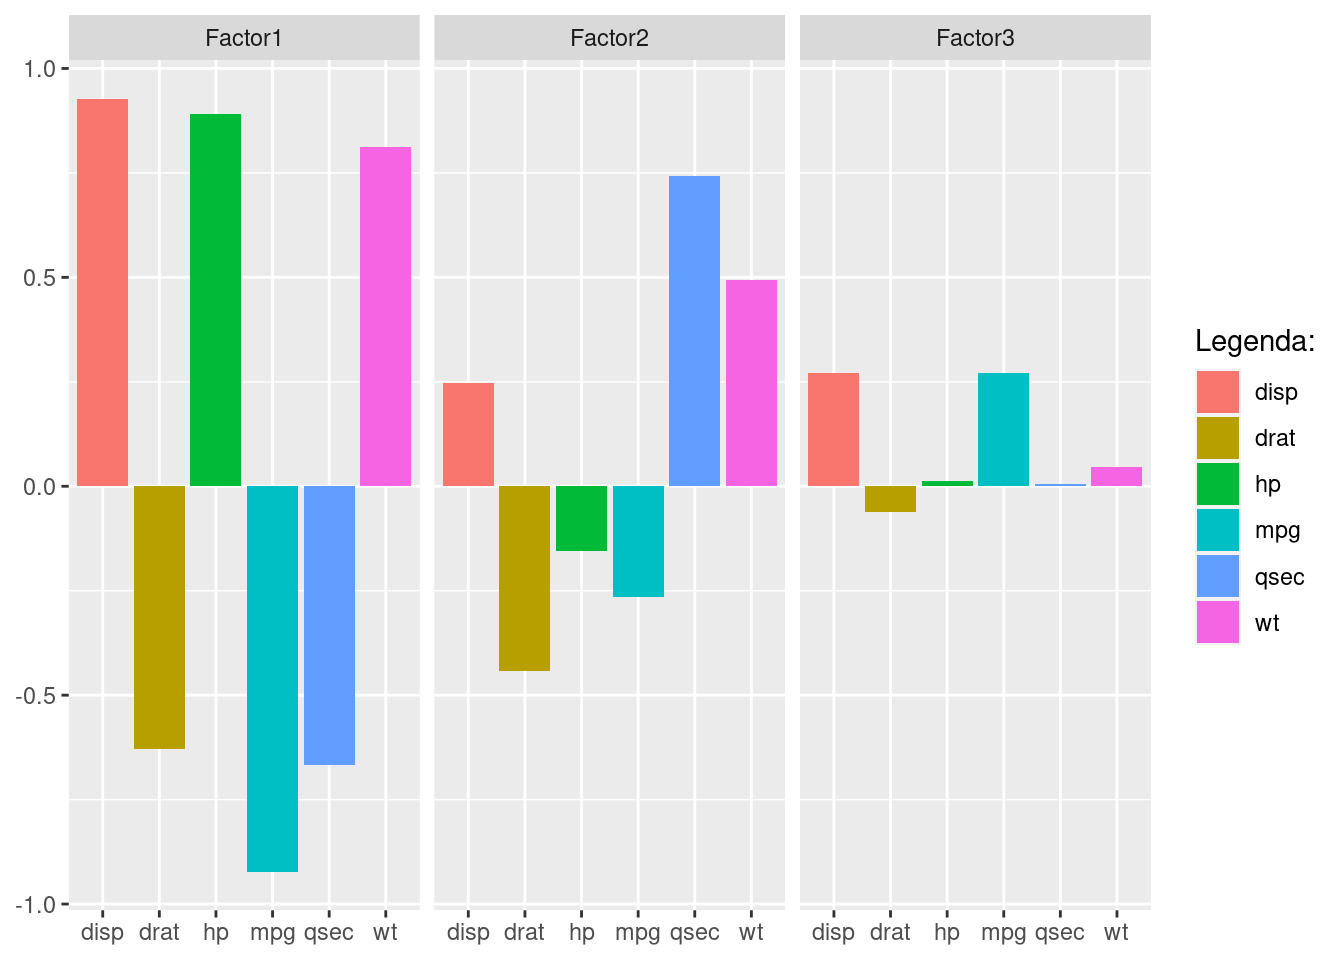 Factor1 Factor2 Factor3
1.0
0.5
0.0
-0.5
-1.0
disp drat hp mpg qsec wt disp drat hp mpg qsec wt disp drat hp mpg qsec wt
Legenda:
disp
drat
hp
mpg
qsec
wt